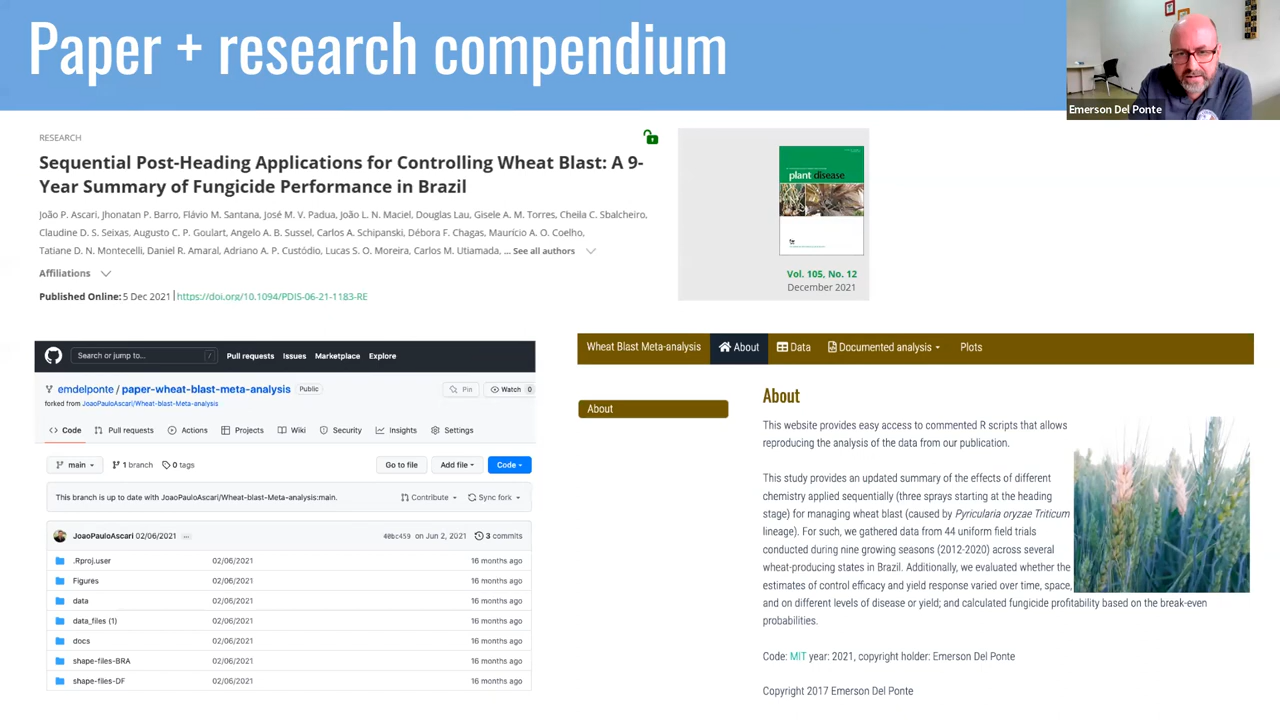 Paper + research compendium
Emerson Del Ponte
RESEARCH
Sequential Post-Heading Applications for Controlling Wheat Blast: A 9-
Year Summary of Fungicide Performance in Brazil
João P. Ascari, Jhonatan P. Barro, Flávio M. Santana, José M. V. Padua, João L. N. Maciel, Douglas Lau, Gisele A. M. Torres, Cheila C. Sbalcheiro,
Claudine D. S. Seixas, Augusto C. P. Goulart, Angelo A. B. Sussel, Carlos A. Schipanski, Débora F. Chagas, Maurício A. O. Coelho,
Tatiane D. N. Montecelli, Daniel R. Amaral, Adriano A. P. Custódio, Lucas S. O. Moreira, Carlos M. Utiamada, ... See all authors
Affiliations
Published Online: 5 Dec 2021 | https://doi.org/10.1094/PDIS-06-21-1183-RE
plant disease
Vol. 105, No. 12
December 2021
Search or jump to... /
Pull requests Issues Marketplace Explore
emdelponte / paper-wheat-blast-meta-analysis Public
Pin Watch 0
forked from JoaoPauloAscari/Wheat-blast-Meta-analysis
Code Pull requests Actions Projects Wiki Security Insights Settings
main 1 branch 0 tags Go to file Add file Code
This branch is up to date with JoaoPauloAscari/Wheat-blast-Meta-analysis:main. Contribute Sync fork
JoaoPauloAscari 02/06/2021 ... 40bc459 on Jun 2, 2021 3 commits
.Rproj.user 02/06/2021 16 months ago
Figures 02/06/2021 16 months ago
data 02/06/2021 16 months ago
data_files (1) 02/06/2021 16 months ago
docs 02/06/2021 16 months ago
shape-files-BRA 02/06/2021 16 months ago
shape-files-DF 02/06/2021 16 months ago
Wheat Blast Meta-analysis About Data Documented analysis Plots
About
About
This website provides easy access to commented R scripts that allows
reproducing the analysis of the data from our publication.
This study provides an updated summary of the effects of different
chemistry applied sequentially (three sprays starting at the heading
stage) for managing wheat blast (caused by Pyricularia oryzae Triticum
lineage). For such, we gathered data from 44 uniform field trials
conducted during nine growing seasons (2012-2020) across several
wheat-producing states in Brazil. Additionally, we evaluated whether the
estimates of control efficacy and yield response varied over time, space,
and on different levels of disease or yield; and calculated fungicide profitability based on the break-even
probabilities.
Code: MIT year: 2021, copyright holder: Emerson Del Ponte
Copyright 2017 Emerson Del Ponte